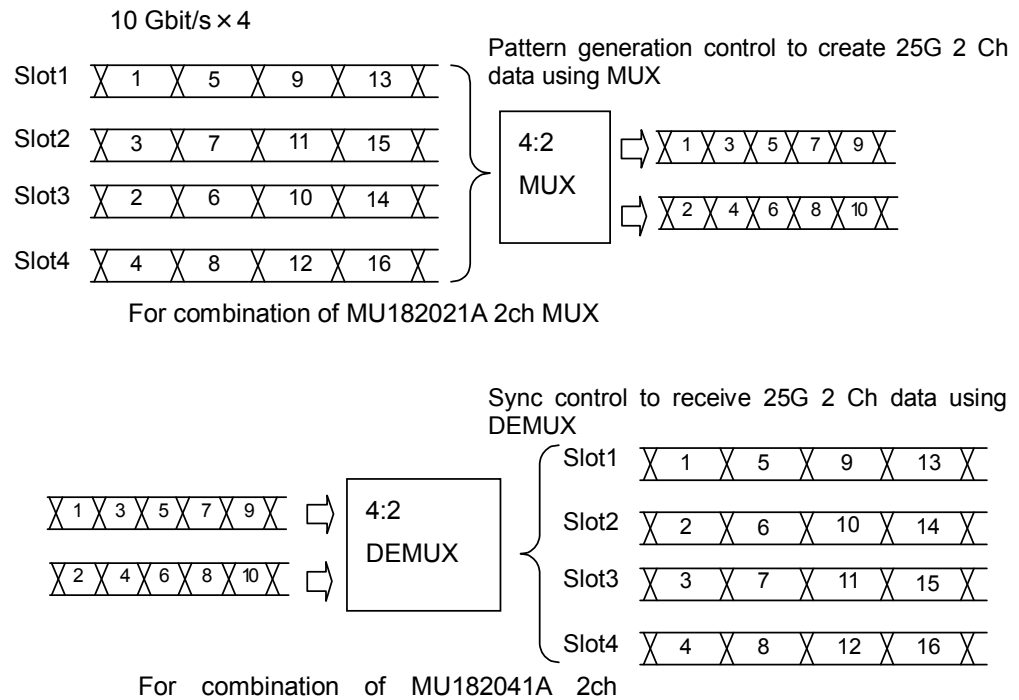 10 Gbit/s × 4
Pattern generation control to create 25G 2 Ch
data using MUX
Slot1 1 5 9 13
Slot2 3 7 11 15
Slot3 2 6 10 14
Slot4 4 8 12 16
4:2
MUX
1 3 5 7 9
2 4 6 8 10
For combination of MU182021A 2ch MUX
Sync control to receive 25G 2 Ch data using
DEMUX
1 3 5 7 9
2 4 6 8 10
4:2
DEMUX
Slot1 1 5 9 13
Slot2 2 6 10 14
Slot3 3 7 11 15
Slot4 4 8 12 16
For combination of MU182041A 2ch